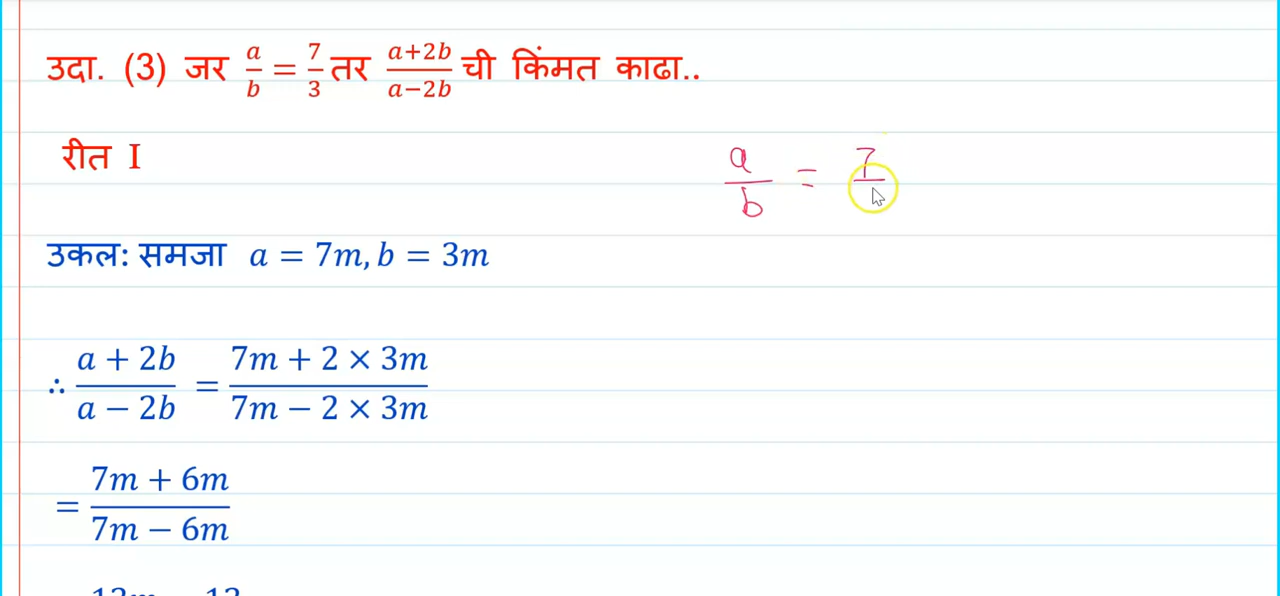 उदा. (3) जर a/b = 7/3 तर a+2b/a−2b ची किंमत काढा..
रीत I
a/b = 7
उकल: समजा a = 7m, b = 3m
∴ a + 2b/a − 2b = 7m + 2 × 3m/7m − 2 × 3m
= 7m + 6m/7m − 6m